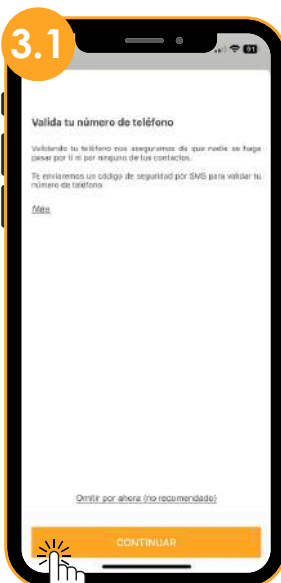 3.1
61
Valida tu número de teléfono
Validando tu teléfono nos aseguramos de que nadie se haga
pasar por ti ni por ninguno de tus contactos.
Te enviaremos un código de seguridad por SMS para validar tu
número de teléfono
Más
Omitir por ahora (no recomendado)
CONTINUAR